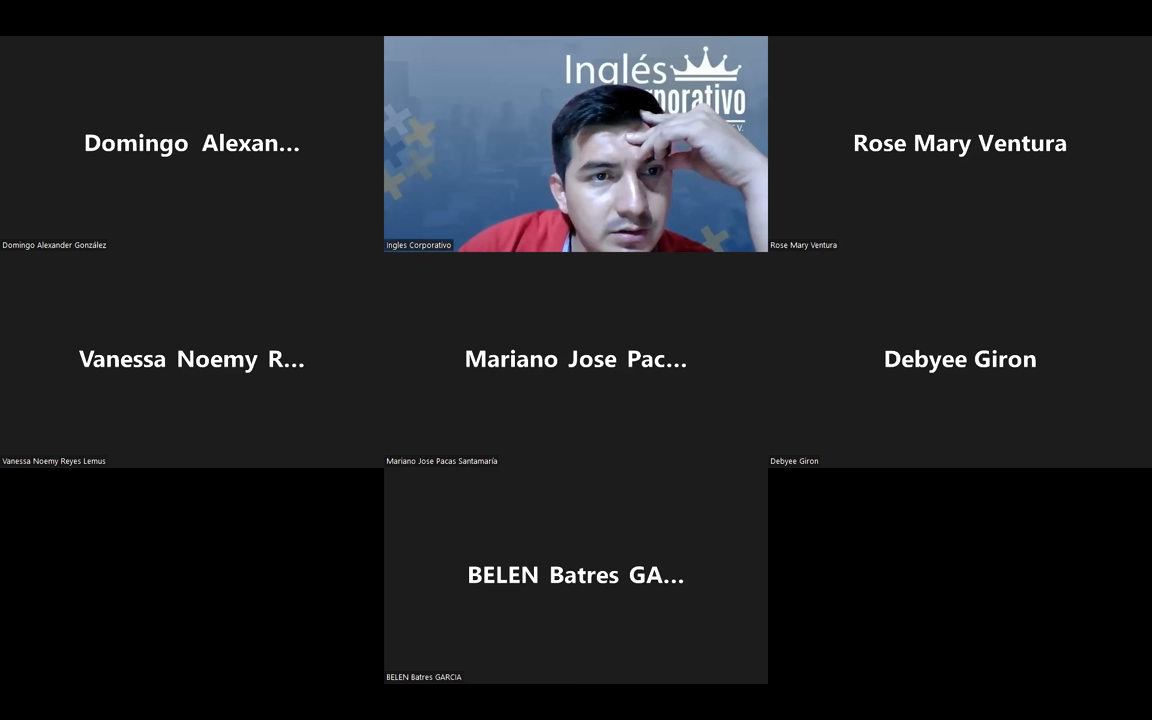 Domingo Alexan...
Domingo Alexander González
Inglés
porativo
Ingles Corporativo
Rose Mary Ventura
Rose Mary Ventura
Vanessa Noemy R...
Vanessa Noemy Reyes Lemus
Mariano Jose Pac...
Mariano Jose Pacas Santamaría
Debyee Giron
Debyee Giron
BELEN Batres GA...
BELEN Batres GARCIA